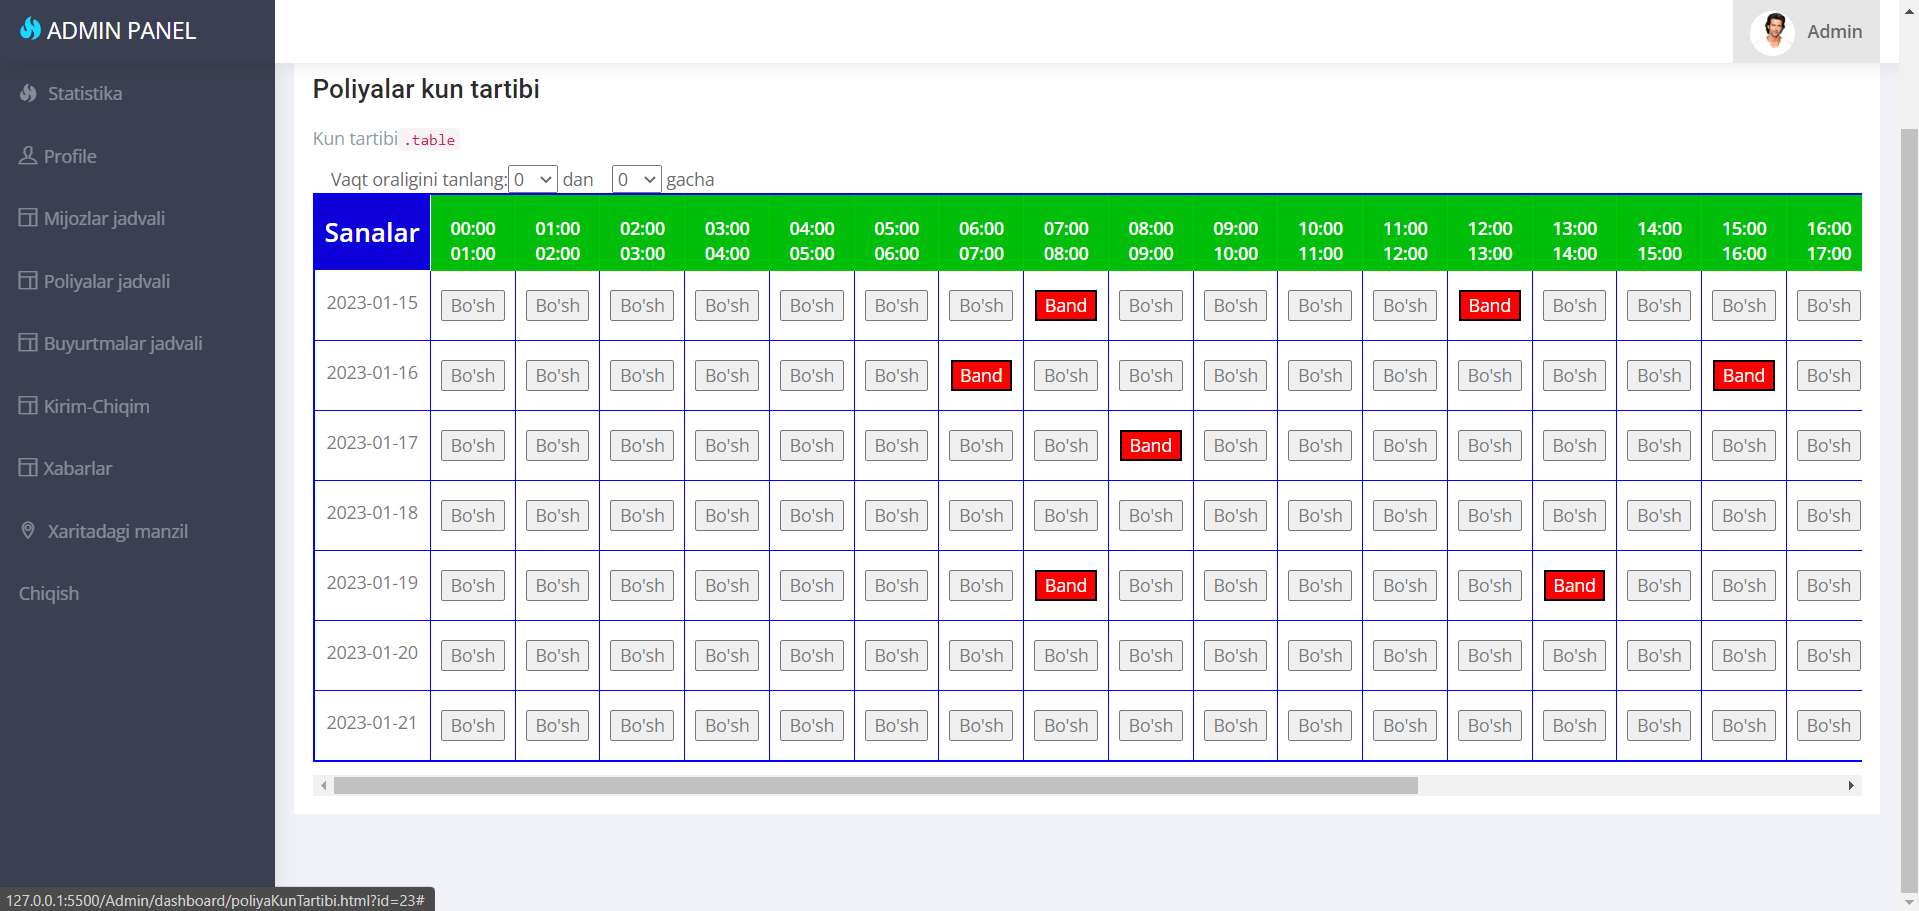 ADMIN PANEL
Admin
Statistika
Profile
Mijozlar jadvali
Poliyalar jadvali
Buyurtmalar jadvali
Kirim-Chiqim
Xabarlar
Xaritadagi manzil
Chiqish
Poliyalar kun tartibi
Kun tartibi .table
Vaqt oraligini tanlang: 0 dan 0 gacha
Sanalar 00:00 01:00 02:00 03:00 04:00 05:00 06:00 07:00 08:00 09:00 10:00 11:00 12:00 13:00 14:00 15:00 16:00
01:00 02:00 03:00 04:00 05:00 06:00 07:00 08:00 09:00 10:00 11:00 12:00 13:00 14:00 15:00 16:00 17:00
2023-01-15 Bo'sh Bo'sh Bo'sh Bo'sh Bo'sh Bo'sh Bo'sh Band Bo'sh Bo'sh Bo'sh Bo'sh Band Bo'sh Bo'sh Bo'sh Bo'sh
2023-01-16 Bo'sh Bo'sh Bo'sh Bo'sh Bo'sh Bo'sh Band Bo'sh Bo'sh Bo'sh Bo'sh Bo'sh Bo'sh Bo'sh Bo'sh Band Bo'sh
2023-01-17 Bo'sh Bo'sh Bo'sh Bo'sh Bo'sh Bo'sh Bo'sh Bo'sh Band Bo'sh Bo'sh Bo'sh Bo'sh Bo'sh Bo'sh Bo'sh Bo'sh
2023-01-18 Bo'sh Bo'sh Bo'sh Bo'sh Bo'sh Bo'sh Bo'sh Bo'sh Bo'sh Bo'sh Bo'sh Bo'sh Bo'sh Bo'sh Bo'sh Bo'sh Bo'sh
2023-01-19 Bo'sh Bo'sh Bo'sh Bo'sh Bo'sh Bo'sh Bo'sh Band Bo'sh Bo'sh Bo'sh Bo'sh Bo'sh Band Bo'sh Bo'sh Bo'sh
2023-01-20 Bo'sh Bo'sh Bo'sh Bo'sh Bo'sh Bo'sh Bo'sh Bo'sh Bo'sh Bo'sh Bo'sh Bo'sh Bo'sh Bo'sh Bo'sh Bo'sh Bo'sh
2023-01-21 Bo'sh Bo'sh Bo'sh Bo'sh Bo'sh Bo'sh Bo'sh Bo'sh Bo'sh Bo'sh Bo'sh Bo'sh Bo'sh Bo'sh Bo'sh Bo'sh Bo'sh
127.0.0.1:5500/Admin/dashboard/poliyaKunTartibi.html?id=23#